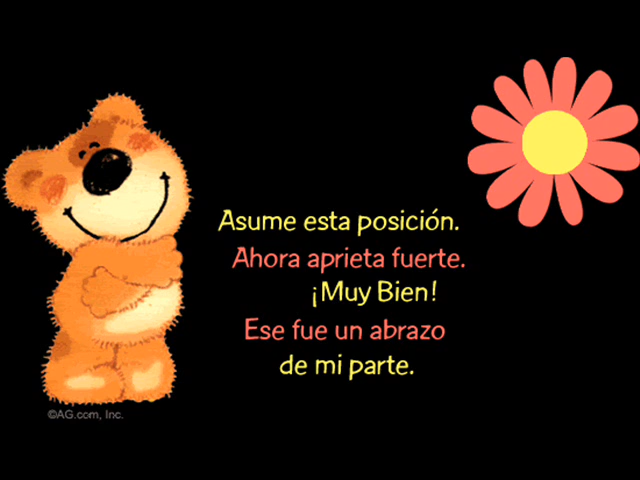 Asume esta posición.
Ahora aprieta fuerte.
¡Muy Bien!
Ese fue un abrazo
de mi parte.
©AG.com, Inc.